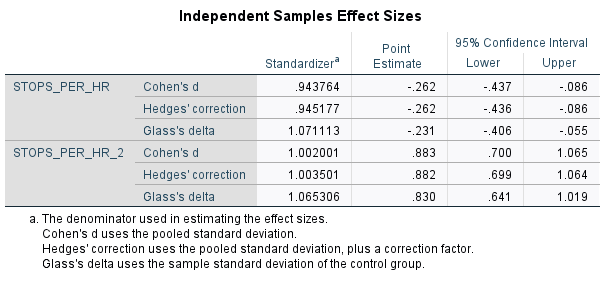 Independent Samples Effect Sizes
Standardizerᵃ Point Estimate 95% Confidence Interval
Lower Upper
STOPS_PER_HR Cohen's d .943764 -.262 -.437 -.086
Hedges' correction .945177 -.262 -.436 -.086
Glass's delta 1.071113 -.231 -.406 -.055
STOPS_PER_HR_2 Cohen's d 1.002001 .883 .700 1.065
Hedges' correction 1.003501 .882 .699 1.064
Glass's delta 1.065306 .830 .641 1.019
a. The denominator used in estimating the effect sizes.
Cohen's d uses the pooled standard deviation.
Hedges' correction uses the pooled standard deviation, plus a correction factor.
Glass's delta uses the sample standard deviation of the control group.